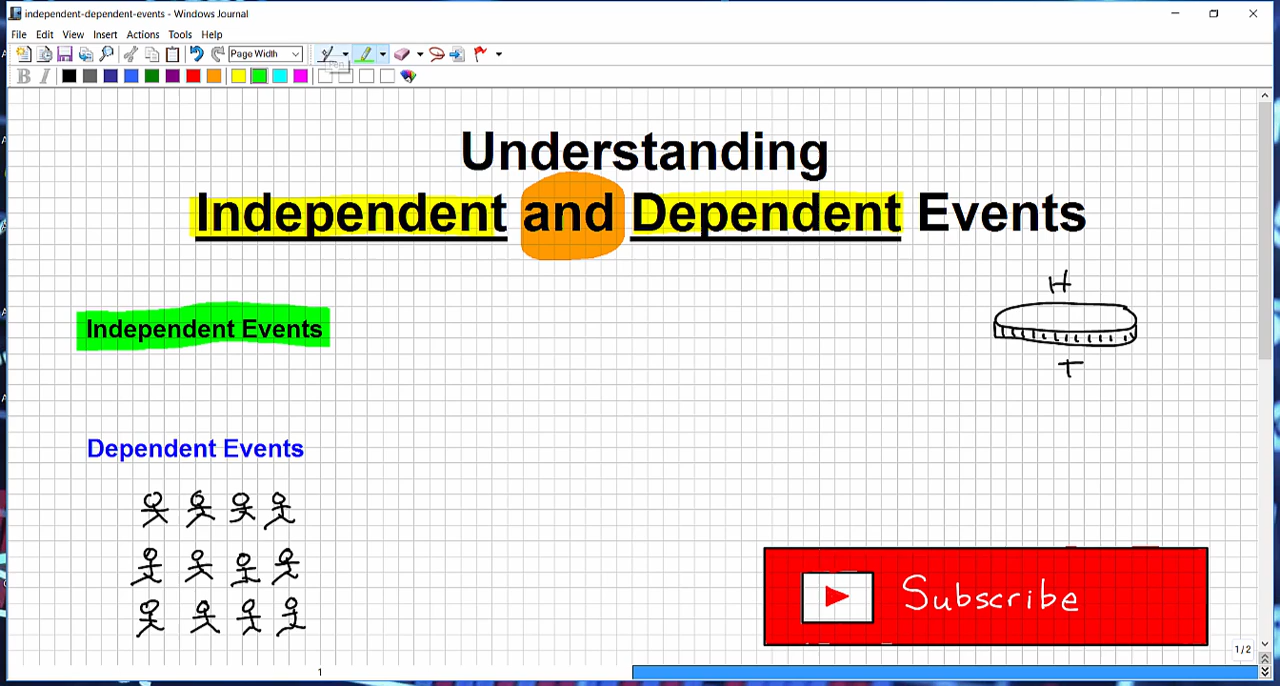 independent-dependent-events - Windows Journal
File Edit View Insert Actions Tools Help
Page Width
B I
Pen
Understanding
Independent and Dependent Events
H
Independent Events
T
Dependent Events
Subscribe
1/2
1